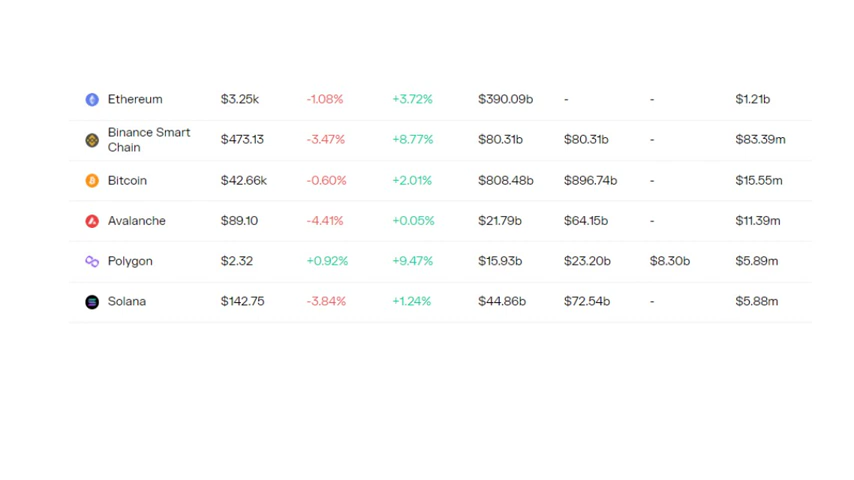 Ethereum $3.25k -1.08% +3.72% $390.09b - - $1.21b
Binance Smart
Chain $473.13 -3.47% +8.77% $80.31b $80.31b - $83.39m
Bitcoin $42.66k -0.60% +2.01% $808.48b $896.74b - $15.55m
Avalanche $89.10 -4.41% +0.05% $21.79b $64.15b - $11.39m
Polygon $2.32 +0.92% +9.47% $15.93b $23.20b $8.30b $5.89m
Solana $142.75 -3.84% +1.24% $44.86b $72.54b - $5.88m